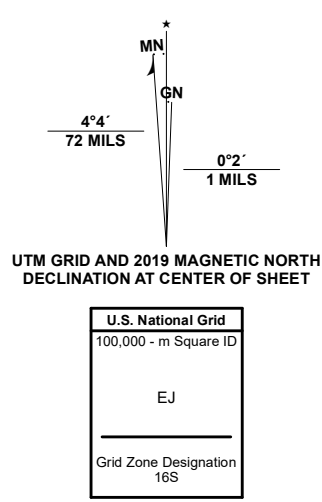 MN
GN
4°4´
72 MILS
0°2´
1 MILS
UTM GRID AND 2019 MAGNETIC NORTH
DECLINATION AT CENTER OF SHEET
U.S. National Grid
100,000 - m Square ID
EJ
Grid Zone Designation
16S